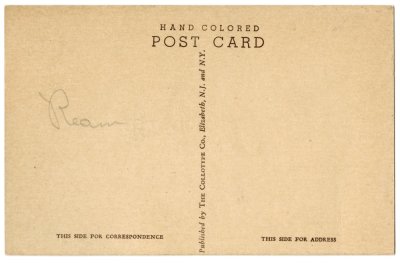 HAND COLORED
POST CARD
Ream
Published by THE COLLOTYPE CO., Elizabeth, N.J. and N.Y.
THIS SIDE FOR CORRESPONDENCE
THIS SIDE FOR ADDRESS